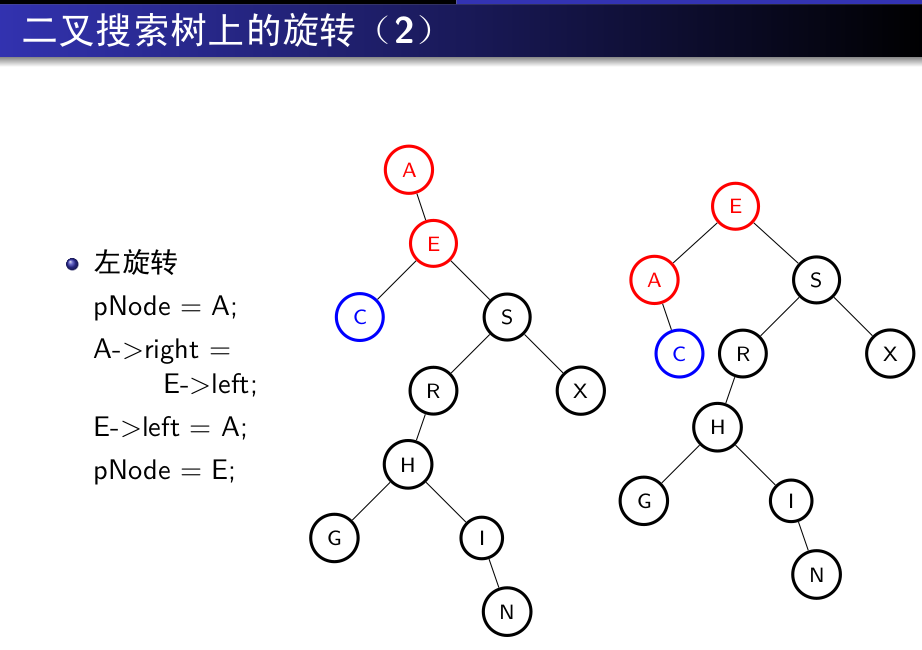 二叉搜索树上的旋转（2）
左旋转
pNode = A;
A->right =
E->left;
E->left = A;
pNode = E;
A
E
C
S
R
X
H
G
I
N
E
A
S
C
R
X
H
G
I
N